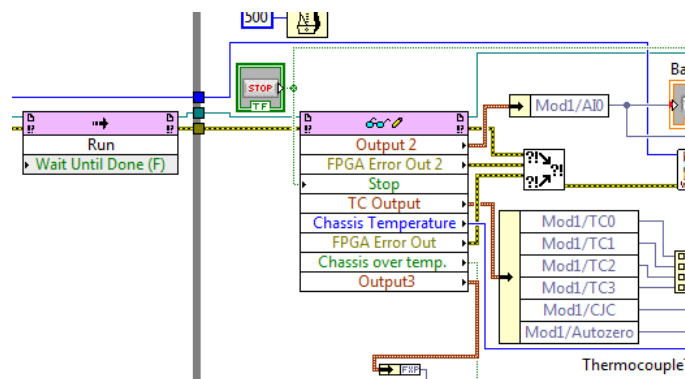 500
STOP
TF
Ba
Run
Wait Until Done (F)
Output 2
FPGA Error Out 2
Stop
TC Output
Chassis Temperature
FPGA Error Out
Chassis over temp.
Output3
Mod1/AI0
?!
?!
?!
?!
Mod1/TC0
Mod1/TC1
Mod1/TC2
Mod1/TC3
Mod1/CJC
Mod1/Autozero
Thermocouple
FXP